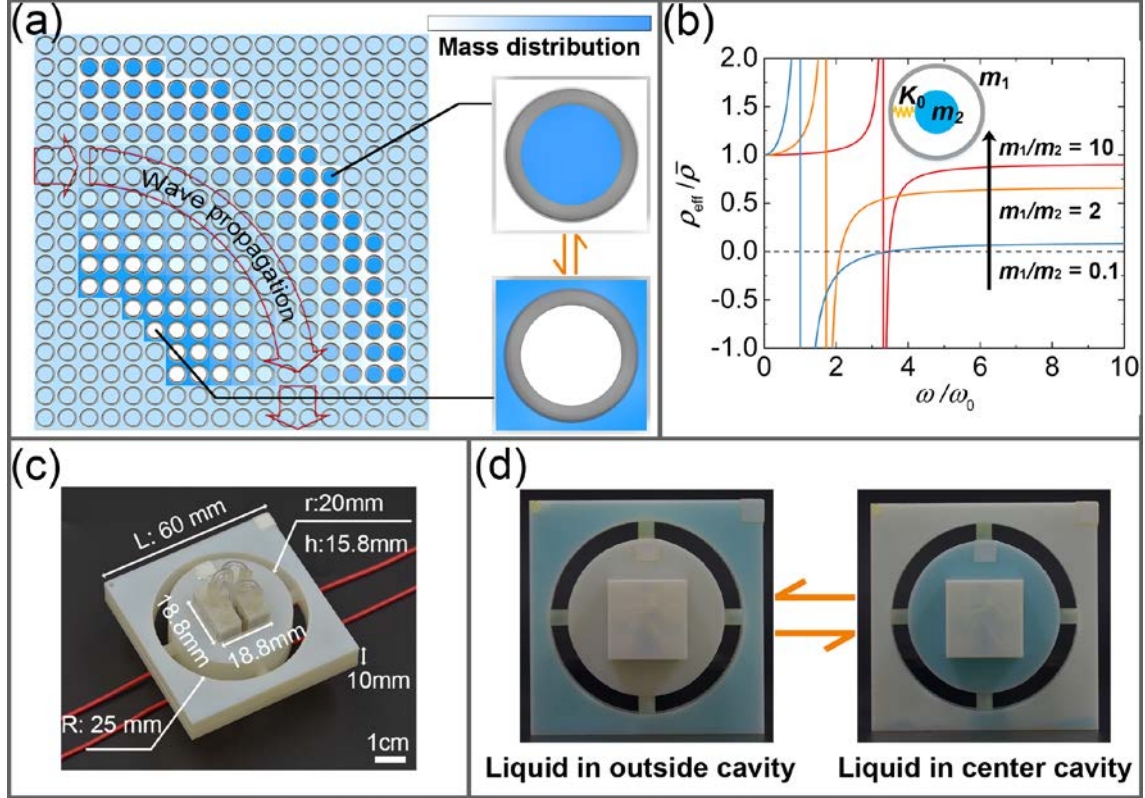 (a)
Mass distribution
Wave propagation
(b)
2.0
1.5
1.0
0.5
0.0
-0.5
-1.0
ρeff/ρ̄
0 2 4 6 8 10
ω/ω₀
m₁
K₀
m₂
m₁/m₂ = 10
m₁/m₂ = 2
m₁/m₂ = 0.1
(c)
L: 60 mm
r:20mm
h:15.8mm
18.8mm
18.8mm
10mm
R: 25 mm
1cm
(d)
Liquid in outside cavity
Liquid in center cavity